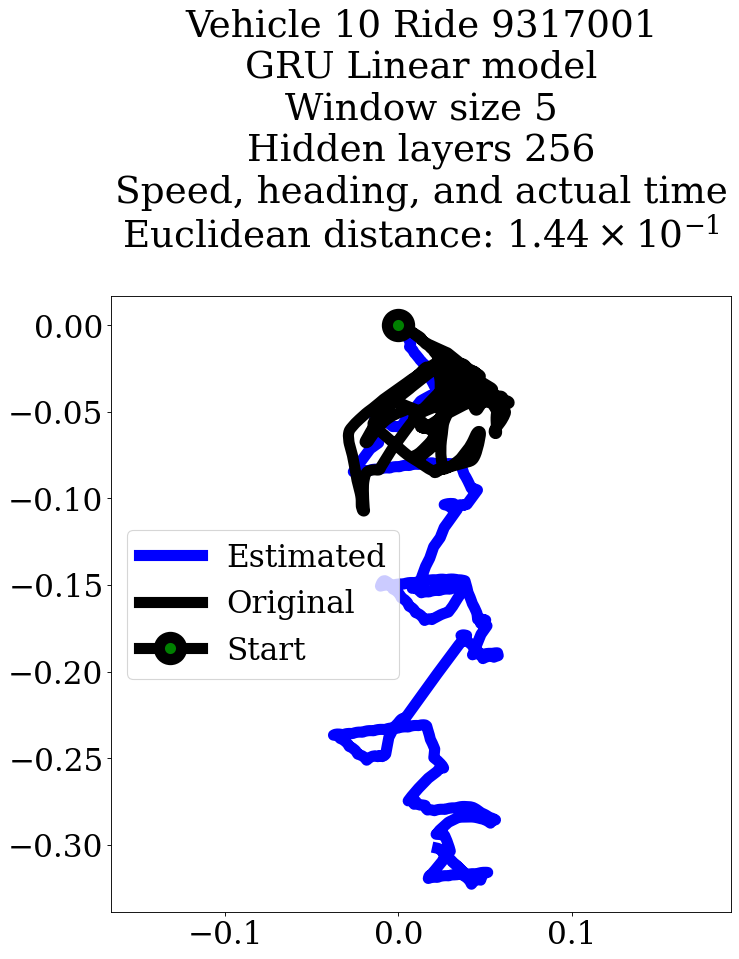 Vehicle 10 Ride 9317001
GRU Linear model
Window size 5
Hidden layers 256
Speed, heading, and actual time
Euclidean distance: 1.44 × 10⁻¹
0.00
−0.05
−0.10
−0.15
−0.20
−0.25
−0.30
Estimated
Original
Start
−0.1
0.0
0.1